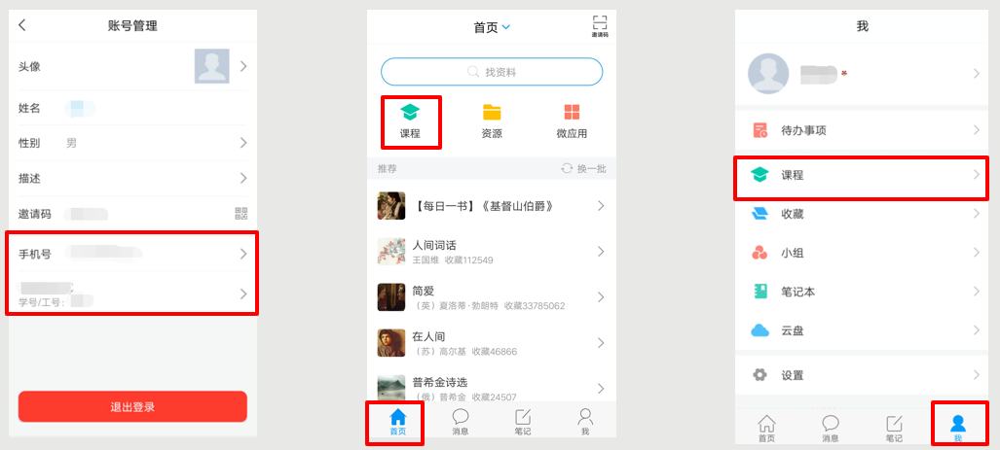 账号管理
头像
姓名
性别 男
描述
邀请码
手机号
学号/工号:
退出登录
首页
邀请码
找资料
课程
资源
微应用
推荐
换一批
【每日一书】《基督山伯爵》
人间词话
王国维 收藏112549
简爱
（英）夏洛蒂·勃朗特 收藏33785062
在人间
（苏）高尔基 收藏46866
普希金诗选
（俄）普希金 收藏24507
首页
消息
笔记
我
我
待办事项
课程
收藏
小组
笔记本
云盘
设置
首页
消息
笔记
我